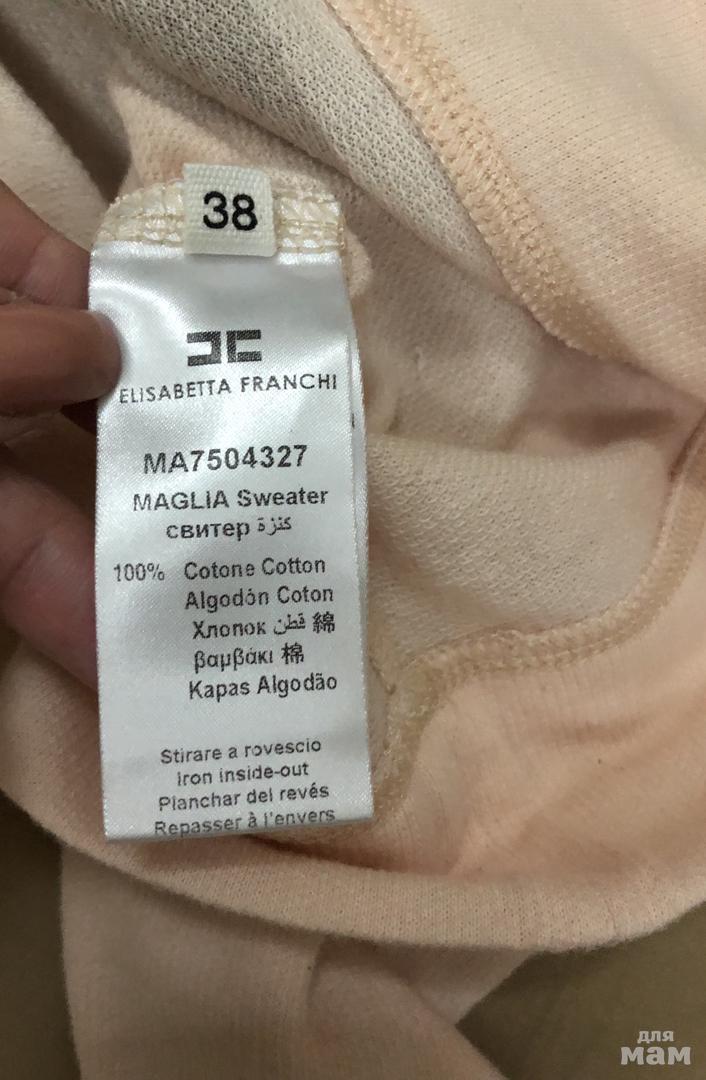 38
ELISABETTA FRANCHI
MA7504327
MAGLIA Sweater
свитер كنزة
100% Cotone Cotton
Algodón Coton
Хлопок قطن 綿
βαμβάκι 棉
Kapas Algodão
Stirare a rovescio
Iron inside-out
Planchar del revés
Repasser à l'envers
для
мам